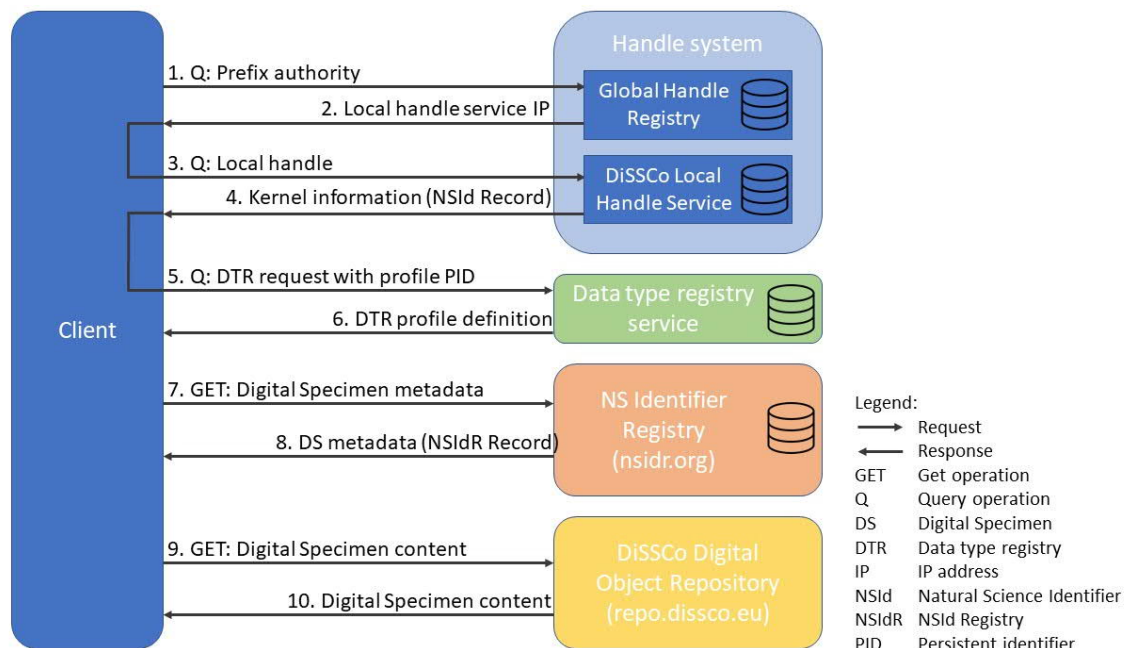 Handle system
1. Q: Prefix authority
Global Handle
Registry
2. Local handle service IP
3. Q: Local handle
DiSSCo Local
Handle Service
4. Kernel information (NSId Record)
5. Q: DTR request with profile PID
Data type registry
service
6. DTR profile definition
Client
7. GET: Digital Specimen metadata
NS Identifier
Registry
(nsidr.org)
8. DS metadata (NSIdR Record)
9. GET: Digital Specimen content
DiSSCo Digital
Object Repository
(repo.dissco.eu)
10. Digital Specimen content
Legend:
Request
Response
GET Get operation
Q Query operation
DS Digital Specimen
DTR Data type registry
IP IP address
NSId Natural Science Identifier
NSIdR NSId Registry
PID Persistent identifier